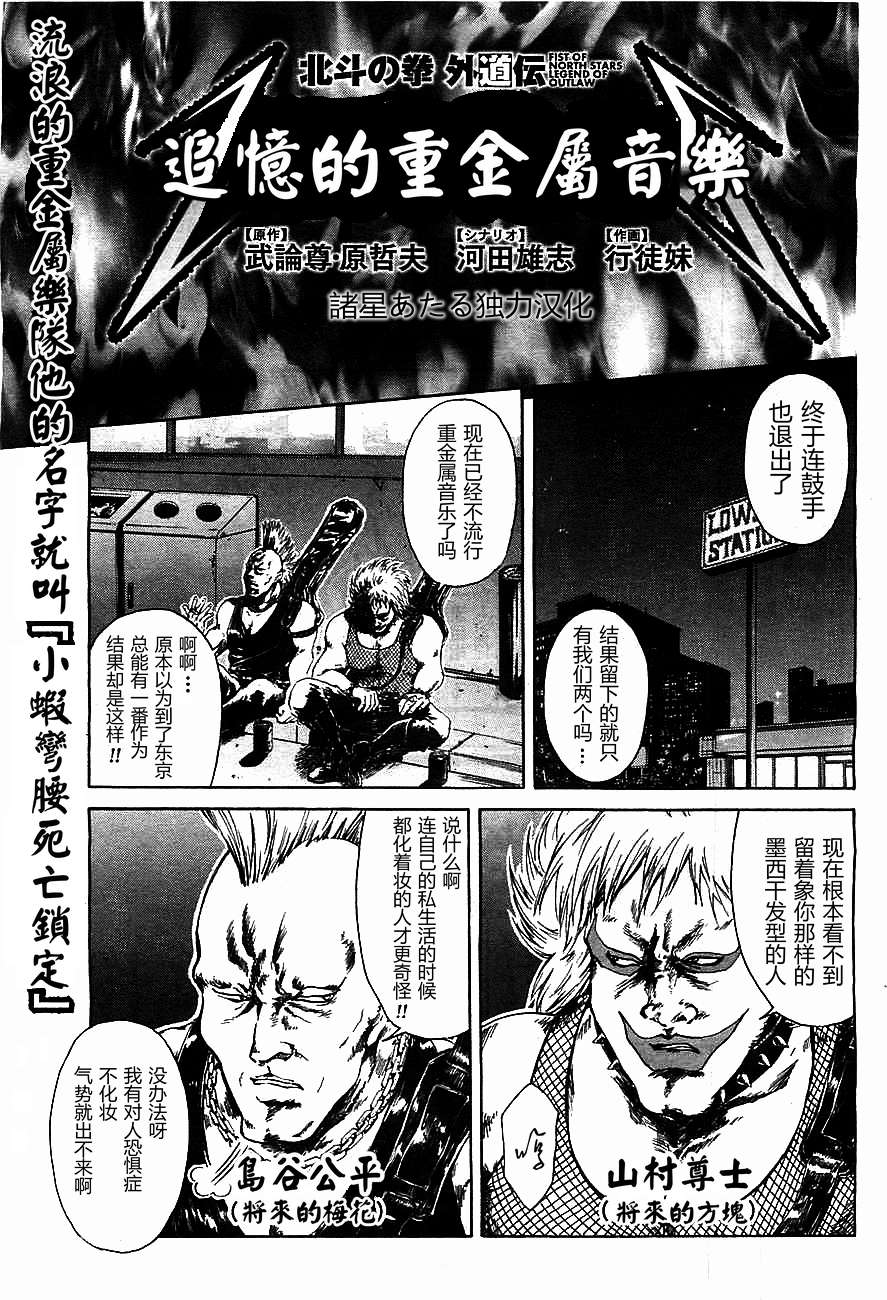 北斗の拳 外道伝
FIST OF
NORTH STARS
LEGEND OF
OUTLAW
追憶的重金屬音樂
【原作】
武論尊·原哲夫
【シナリオ】
河田雄志
【作画】
行徒妹
諸星あたる独力汉化
流浪的重金屬樂隊他的名字就叫『小蝦彎腰死亡鎖定』
终于连鼓手
也退出了
STATION
结果留下的就只
有我们两个吗…
现在已经不流行
重金属音乐了吗
啊啊…
原本以为到了东京
总能有一番作为
结果却是这样!!
现在根本看不到
留着象你那样的
墨西干发型的人
山村尊士
(將來的方塊)
说什么啊
连自己的私生活的时候
都化着妆的人才更奇怪!!
没办法呀
我有对人恐惧症
不化妆
气势就出不来啊
島谷公平
(將來的梅花)